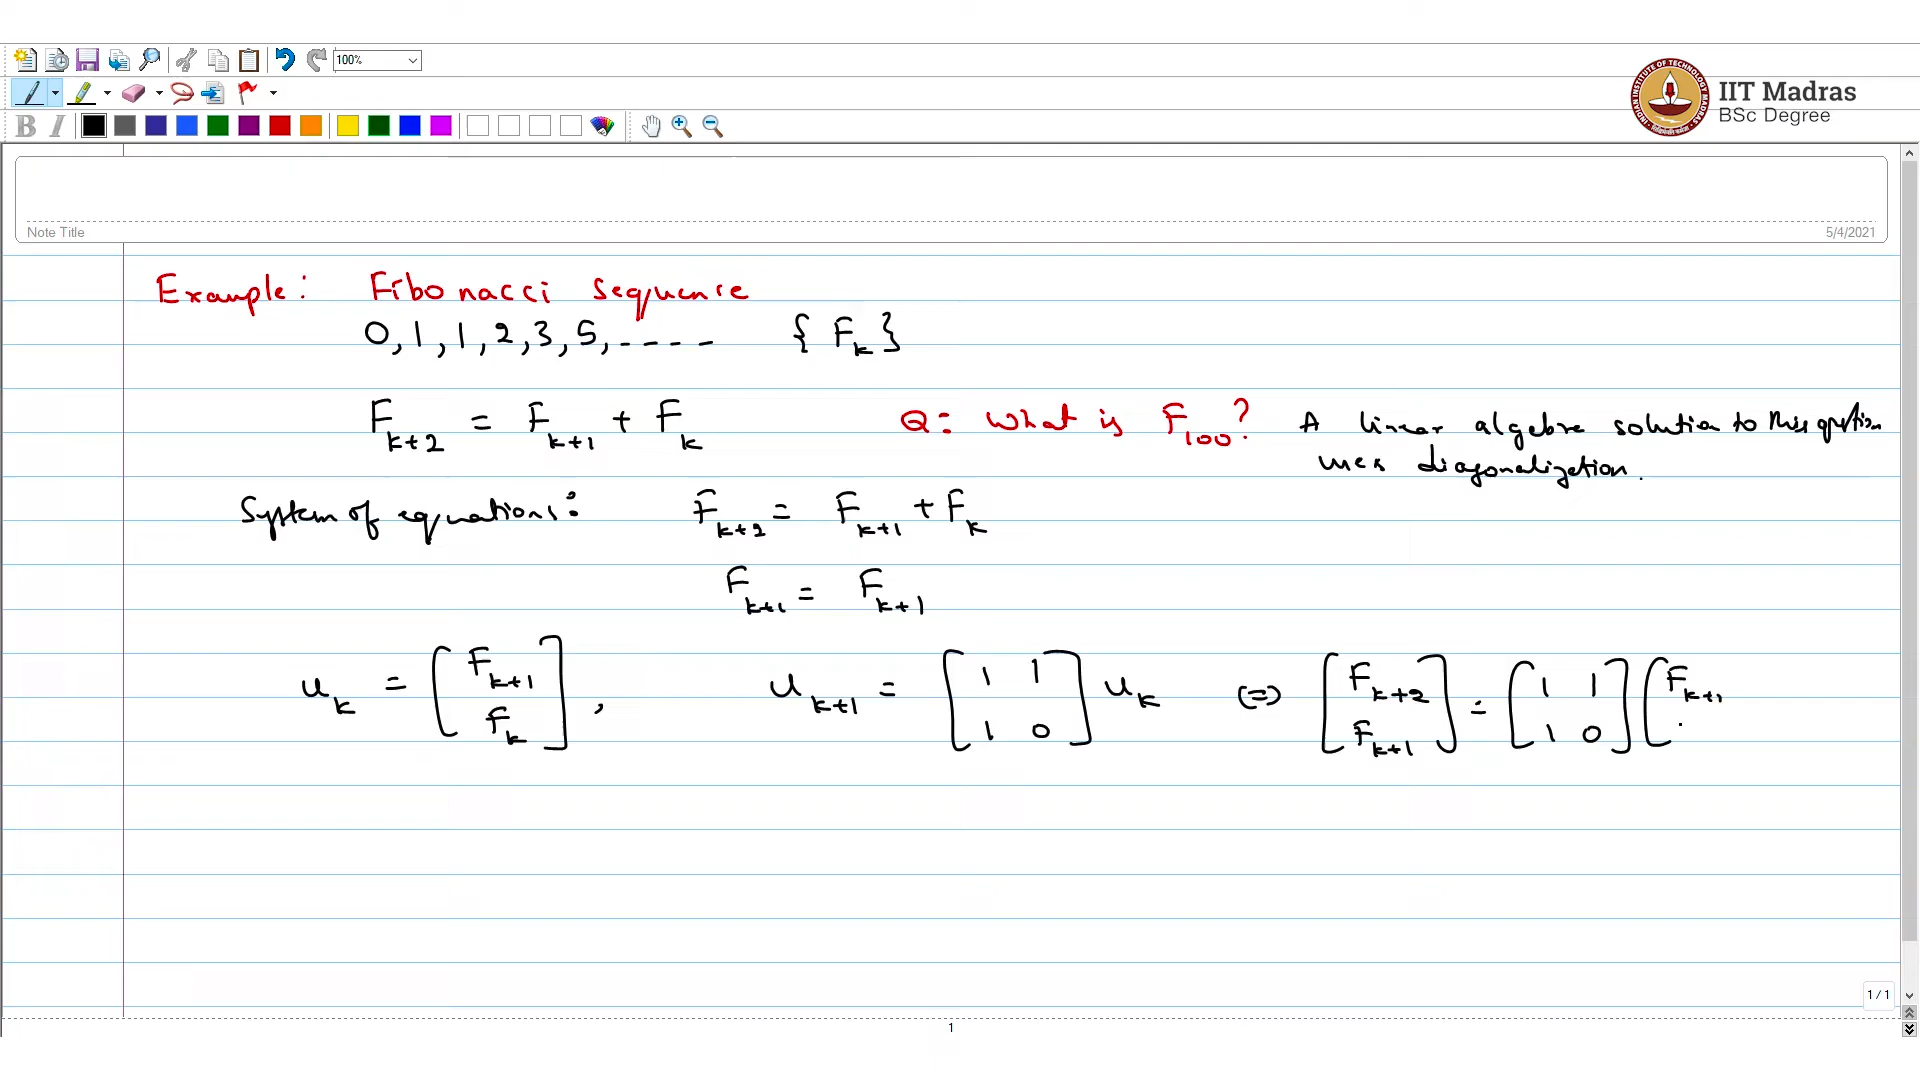 100%
B I
IIT Madras
BSc Degree
Note Title
5/4/2021
Example: Fibonacci sequence
0, 1, 1, 2, 3, 5, - - - - { F_k }
F_{k+2} = F_{k+1} + F_k Q: What is F_{100}? A linear algebra solution to this question
uses diagonalization.
System of equations: F_{k+2} = F_{k+1} + F_k
F_{k+1} = F_{k+1}
u_k = [ F_{k+1} ; F_k ], u_{k+1} = [ 1 1 ; 1 0 ] u_k (=) [ F_{k+2} ; F_{k+1} ] = [ 1 1 ; 1 0 ] [ F_{k+1}
1 / 1
1